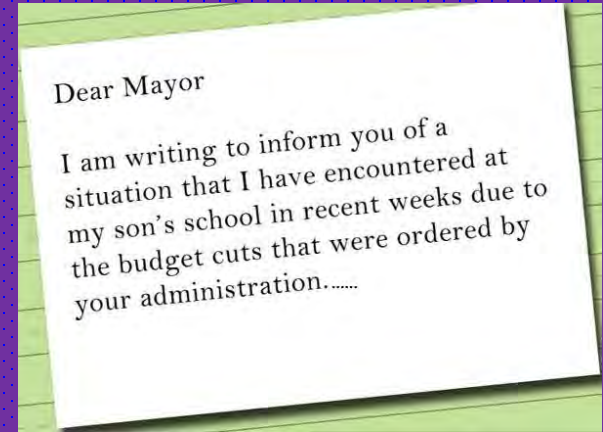 Dear Mayor
I am writing to inform you of a
situation that I have encountered at
my son's school in recent weeks due to
the budget cuts that were ordered by
your administration.......